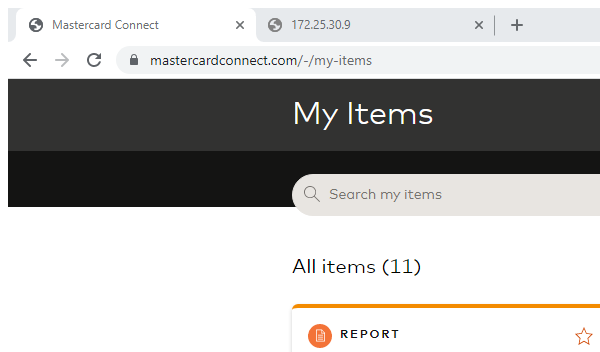 Mastercard Connect
172.25.30.9
mastercardconnect.com/-/my-items
My Items
Search my items
All items (11)
REPORT